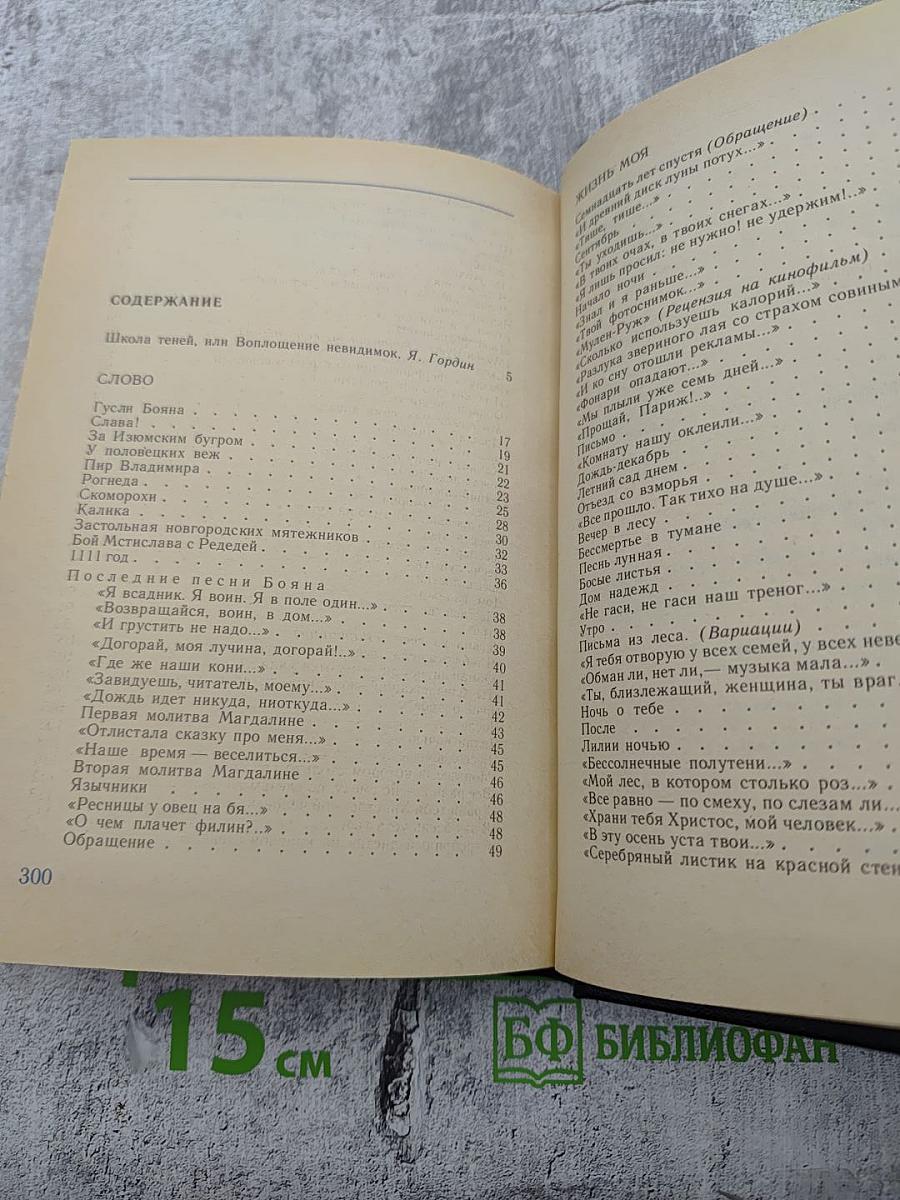 СОДЕРЖАНИЕ
Школа теней, или Воплощение невидимок. Я. Гордин 5
СЛОВО
Гусли Бояна . . . 17
Слава! . . . 19
За Изюмским бугром . . . 21
У половецких веж . . . 22
Пир Владимира . . . 23
Рогнеда . . . 25
Скоморохи . . . 28
Калика . . . 30
Застольная новгородских мятежников . . . 32
Бой Мстислава с Редедей . . . 33
1111 год . . . 36
Последние песни Бояна
«Я всадник. Я воин. Я в поле один...» . . . 38
«Возвращайся, воин, в дом...» . . . 38
«И грустить не надо...» . . . 39
«Догорай, моя лучина, догорай!..» . . . 40
«Где же наши кони...» . . . 41
«Завидуешь, читатель, моему...» . . . 41
«Дождь идет никуда, ниоткуда...» . . . 42
Первая молитва Магдалине . . . 43
«Отлистала сказку про меня...» . . . 45
«Наше время — веселиться...» . . . 45
Вторая молитва Магдалине . . . 46
Язычники . . . 46
«Ресницы у овец на бя...» . . . 48
«О чем плачет филин?..» . . . 48
Обращение . . . 49
300
ЖИЗНЬ МОЯ
Семнадцать лет спустя (Обращение) . . .
«И древний диск луны потух...» . . .
«Тише, тише...» . . .
Сентябрь . . .
«Ты уходишь...» . . .
«В твоих очах, в твоих снегах...» . . .
«Я лишь просил: не нужно! не удержим!..»
Начало ночи . . .
«Знал и я раньше...» . . .
«Твой фотоснимок...» . . .
«Мулен-Руж» (Рецензия на кинофильм)
«Сколько используешь калорий...» . . .
«Разлука звериного лая со страхом совиным
«И ко сну отошли рекламы...» . . .
«Фонари опадают...» . . .
«Мы плыли уже семь дней...» . . .
«Прощай, Париж!..» . . .
Письмо . . .
«Комнату нашу оклеили...» . . .
Дождь-декабрь . . .
Летний сад днем . . .
Отъезд со взморья . . .
«Все прошло. Так тихо на душе...» . . .
Вечер в лесу . . .
Бессмертье в тумане . . .
Песнь лунная . . .
Босые листья . . .
Дом надежд . . .
«Не гаси, не гаси наш треног...» . . .
Утро . . .
Письма из леса. (Вариации) . . .
«Я тебя отворую у всех семей, у всех неве
«Обман ли, нет ли,— музыка мала...» .
«Ты, близлежащий, женщина, ты враг.
Ночь о тебе . . .
После . . .
Лилии ночью . . .
«Бессолнечные полутени...» . . .
«Мой лес, в котором столько роз...» .
«Все равно — по смеху, по слезам ли...
«Храни тебя Христос, мой человек...» .
«В эту осень уста твои...» . . .
«Серебряный листик на красной стен
15 см
БФ БИБЛИОФАН